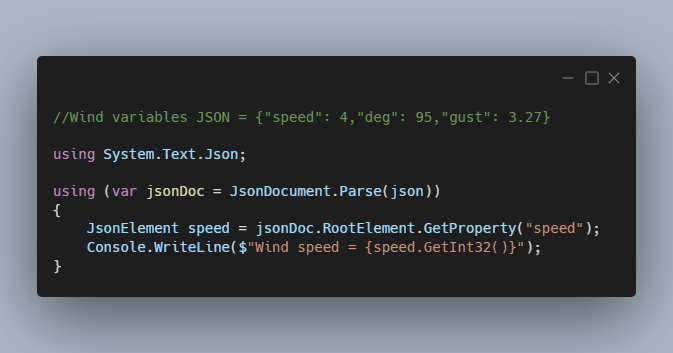 //Wind variables JSON = {"speed": 4,"deg": 95,"gust": 3.27}
using System.Text.Json;
using (var jsonDoc = JsonDocument.Parse(json))
{
    JsonElement speed = jsonDoc.RootElement.GetProperty("speed");
    Console.WriteLine($"Wind speed = {speed.GetInt32()}");
}